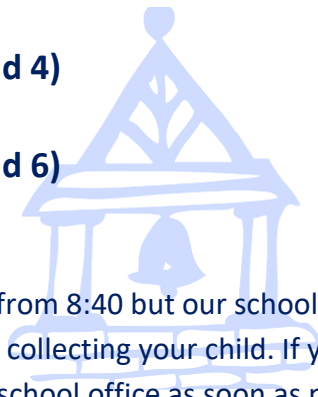 d 4)
d 6)
from 8:40 but our school
collecting your child. If y
school office as soon as